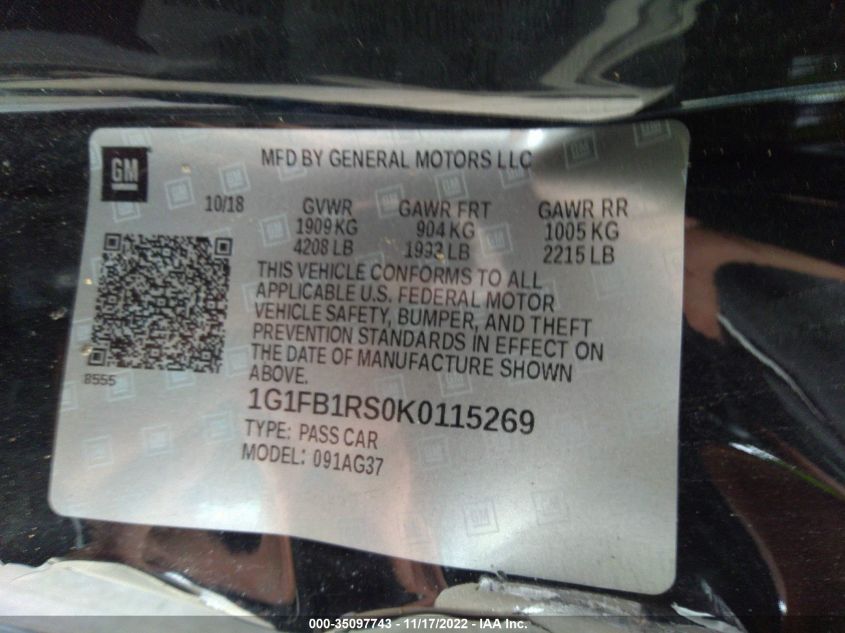 GM
MFD BY GENERAL MOTORS LLC
10/18 GVWR GAWR FRT GAWR RR
1909 KG 904 KG 1005 KG
4208 LB 1993 LB 2215 LB
THIS VEHICLE CONFORMS TO ALL
APPLICABLE U.S. FEDERAL MOTOR
VEHICLE SAFETY, BUMPER, AND THEFT
PREVENTION STANDARDS IN EFFECT ON
THE DATE OF MANUFACTURE SHOWN
ABOVE.
8555
1G1FB1RS0K0115269
TYPE: PASS CAR
MODEL: 091AG37
000-35097743 - 11/17/2022 - IAA Inc.